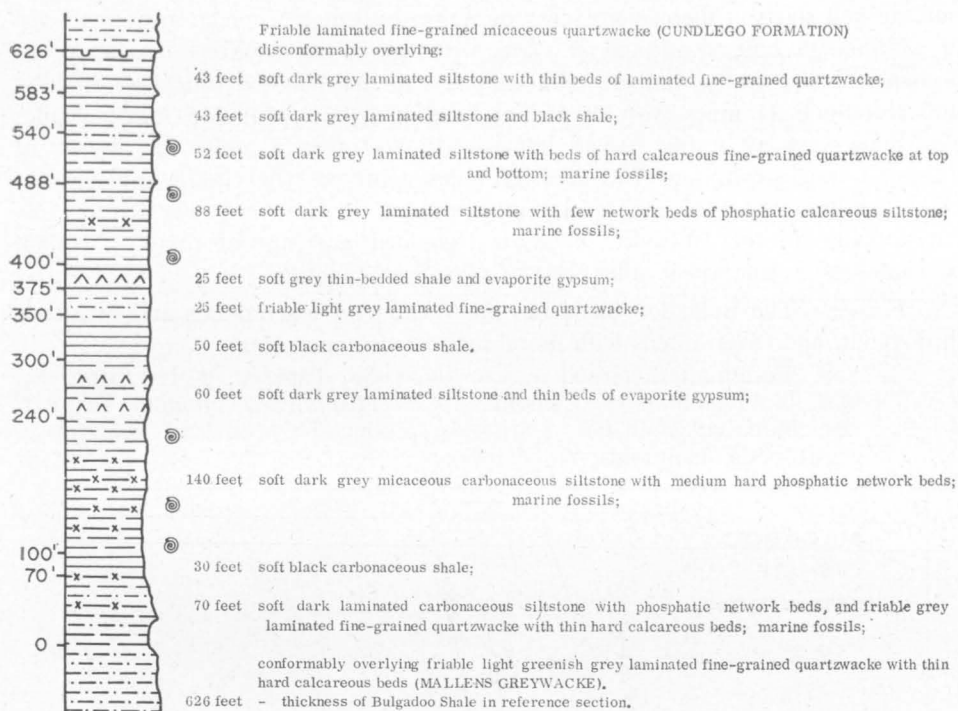 Friable laminated fine-grained micaceous quartzwacke (CUNDLEGO FORMATION)
626'
disconformably overlying:
43 feet soft dark grey laminated siltstone with thin beds of laminated fine-grained quartzwacke;
583'
43 feet soft dark grey laminated siltstone and black shale;
540'
52 feet soft dark grey laminated siltstone with beds of hard calcareous fine-grained quartzwacke at top
and bottom; marine fossils;
488'
88 feet soft dark grey laminated siltstone with few network beds of phosphatic calcareous siltstone;
marine fossils;
400'
25 feet soft grey thin-bedded shale and evaporite gypsum;
375'
25 feet friable light grey laminated fine-grained quartzwacke;
350'
50 feet soft black carbonaceous shale.
300'
60 feet soft dark grey laminated siltstone and thin beds of evaporite gypsum;
240'
140 feet soft dark grey micaceous carbonaceous siltstone with medium hard phosphatic network beds;
marine fossils;
100'
30 feet soft black carbonaceous shale;
70'
70 feet soft dark laminated carbonaceous siltstone with phosphatic network beds, and friable grey
laminated fine-grained quartzwacke with thin hard calcareous beds; marine fossils;
0
conformably overlying friable light greenish grey laminated fine-grained quartzwacke with thin
hard calcareous beds (MALLENS GREYWACKE).
626 feet - thickness of Bulgadoo Shale in reference section.